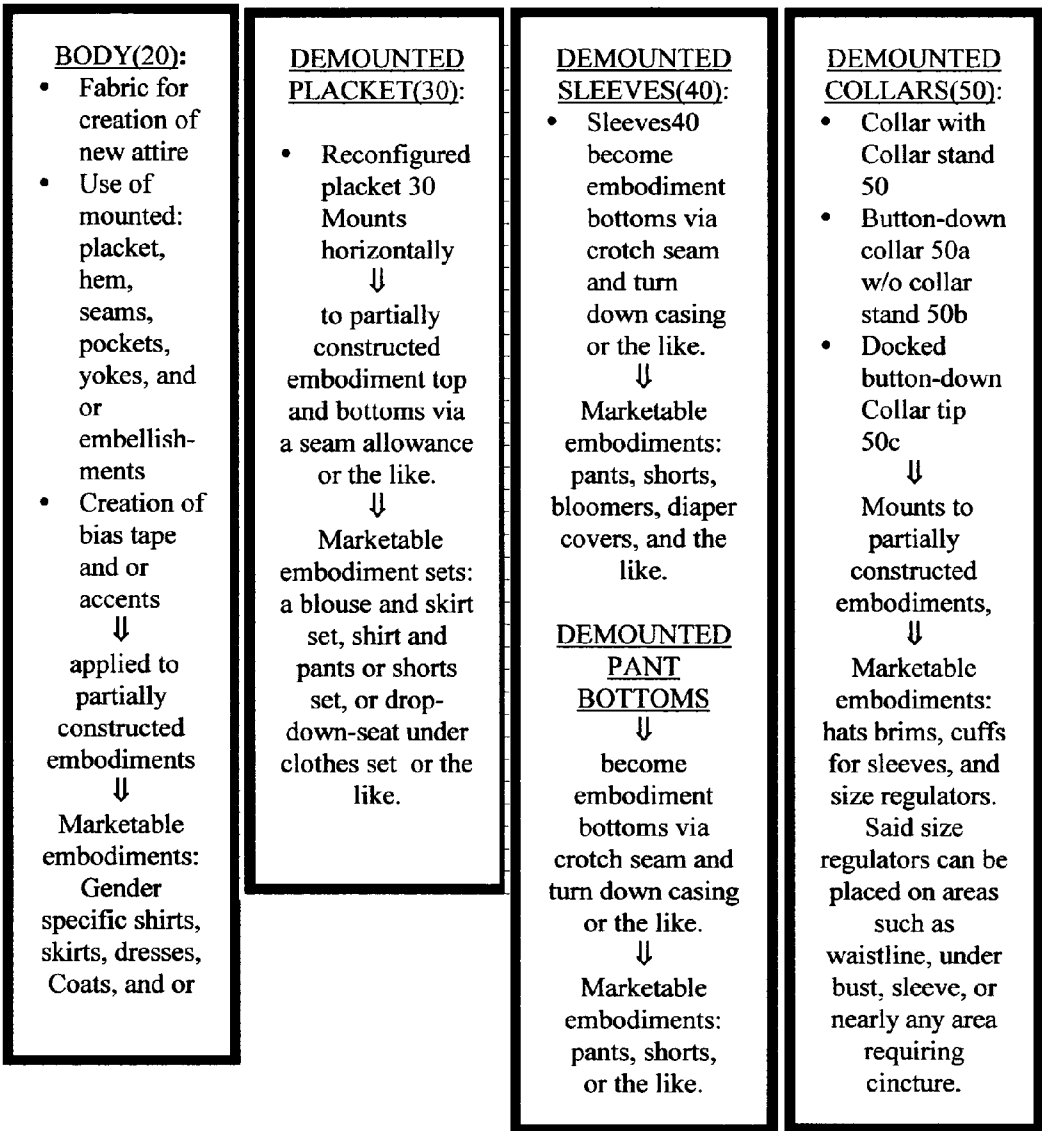 BODY(20):
• Fabric for
creation of
new attire
• Use of
mounted:
placket,
hem,
seams,
pockets,
yokes, and
or
embellish-
ments
• Creation of
bias tape
and or
accents
⇓
applied to
partially
constructed
embodiments
⇓
Marketable
embodiments:
Gender
specific shirts,
skirts, dresses,
Coats, and or
DEMOUNTED
PLACKET(30):
• Reconfigured
placket 30
Mounts
horizontally
⇓
to partially
constructed
embodiment top
and bottoms via
a seam allowance
or the like.
⇓
Marketable
embodiment sets:
a blouse and skirt
set, shirt and
pants or shorts
set, or drop-
down-seat under
clothes set or the
like.
DEMOUNTED
SLEEVES(40):
• Sleeves40
become
embodiment
bottoms via
crotch seam
and turn
down casing
or the like.
⇓
Marketable
embodiments:
pants, shorts,
bloomers, diaper
covers, and the
like.
DEMOUNTED
PANT
BOTTOMS
⇓
become
embodiment
bottoms via
crotch seam and
turn down casing
or the like.
⇓
Marketable
embodiments:
pants, shorts,
or the like.
DEMOUNTED
COLLARS(50):
• Collar with
Collar stand
50
• Button-down
collar 50a
w/o collar
stand 50b
• Docked
button-down
Collar tip
50c
⇓
Mounts to
partially
constructed
embodiments,
⇓
Marketable
embodiments:
hats brims, cuffs
for sleeves, and
size regulators.
Said size
regulators can be
placed on areas
such as
waistline, under
bust, sleeve, or
nearly any area
requiring
cincture.